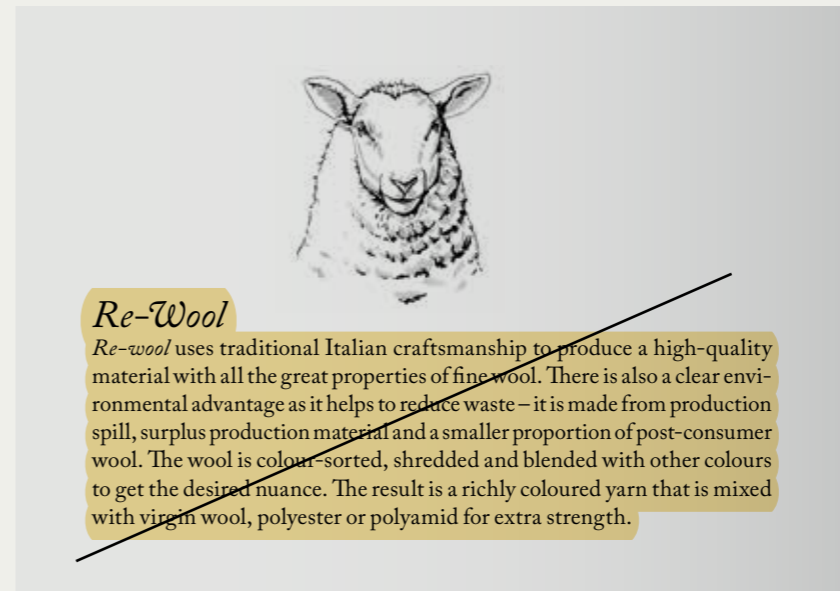 Re-Wool
Re-wool uses traditional Italian craftsmanship to produce a high-quality
material with all the great properties of fine wool. There is also a clear envi-
ronmental advantage as it helps to reduce waste – it is made from production
spill, surplus production material and a smaller proportion of post-consumer
wool. The wool is colour-sorted, shredded and blended with other colours
to get the desired nuance. The result is a richly coloured yarn that is mixed
with virgin wool, polyester or polyamid for extra strength.